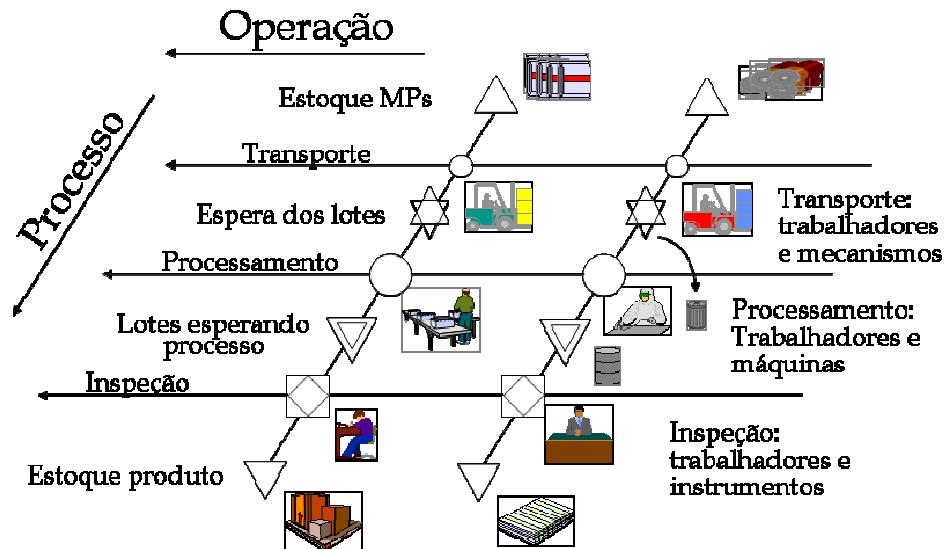 Operação
Processo
Estoque MPs
Transporte
Espera dos lotes
Transporte:
trabalhadores
e mecanismos
Processamento
Lotes esperando
processo
Processamento:
Trabalhadores e
máquinas
Inspeção
Inspeção:
trabalhadores e
instrumentos
Estoque produto